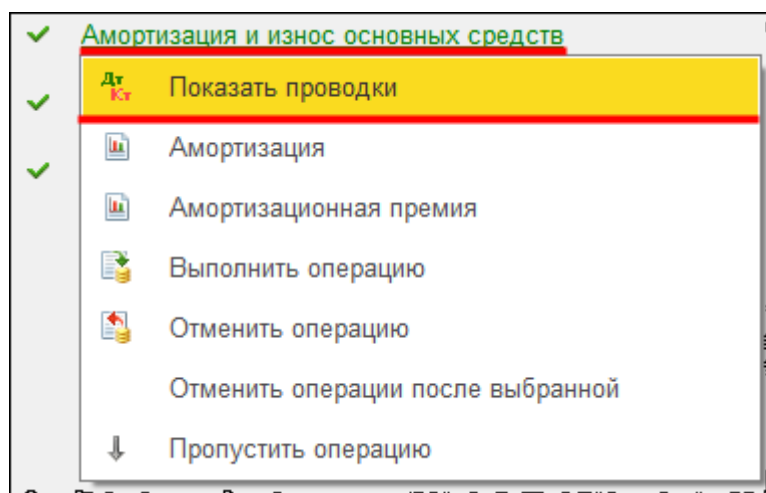 Амортизация и износ основных средств
Дт
Кт
Показать проводки
Амортизация
Амортизационная премия
Выполнить операцию
Отменить операцию
Отменить операции после выбранной
Пропустить операцию